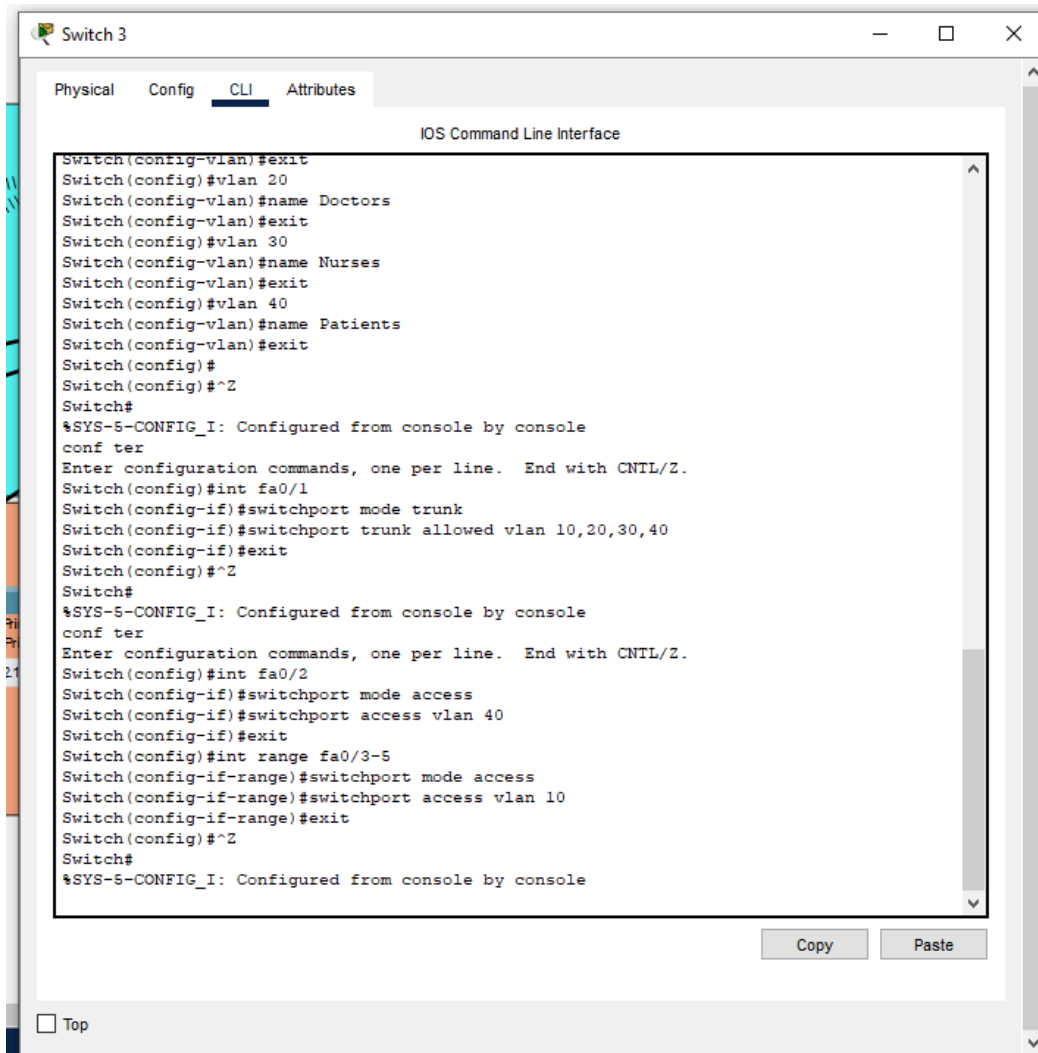 Switch 3
Physical Config CLI Attributes
IOS Command Line Interface
Switch(config-vlan)#exit
Switch(config)#vlan 20
Switch(config-vlan)#name Doctors
Switch(config-vlan)#exit
Switch(config)#vlan 30
Switch(config-vlan)#name Nurses
Switch(config-vlan)#exit
Switch(config)#vlan 40
Switch(config-vlan)#name Patients
Switch(config-vlan)#exit
Switch(config)#
Switch(config)#^Z
Switch#
%SYS-5-CONFIG_I: Configured from console by console
conf ter
Enter configuration commands, one per line.  End with CNTL/Z.
Switch(config)#int fa0/1
Switch(config-if)#switchport mode trunk
Switch(config-if)#switchport trunk allowed vlan 10,20,30,40
Switch(config-if)#exit
Switch(config)#^Z
Switch#
%SYS-5-CONFIG_I: Configured from console by console
conf ter
Enter configuration commands, one per line.  End with CNTL/Z.
Switch(config)#int fa0/2
Switch(config-if)#switchport mode access
Switch(config-if)#switchport access vlan 40
Switch(config-if)#exit
Switch(config)#int range fa0/3-5
Switch(config-if-range)#switchport mode access
Switch(config-if-range)#switchport access vlan 10
Switch(config-if-range)#exit
Switch(config)#^Z
Switch#
%SYS-5-CONFIG_I: Configured from console by console
Copy Paste
Top